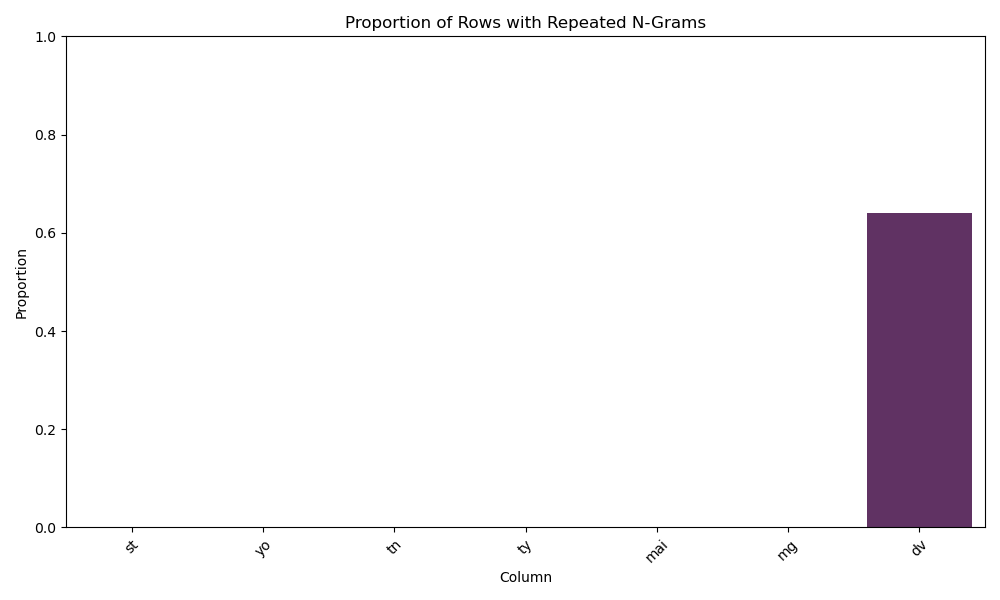 Proportion of Rows with Repeated N-Grams
1.0
0.8
0.6
0.4
0.2
0.0
Proportion
st yo tn ty mai mg dv
Column